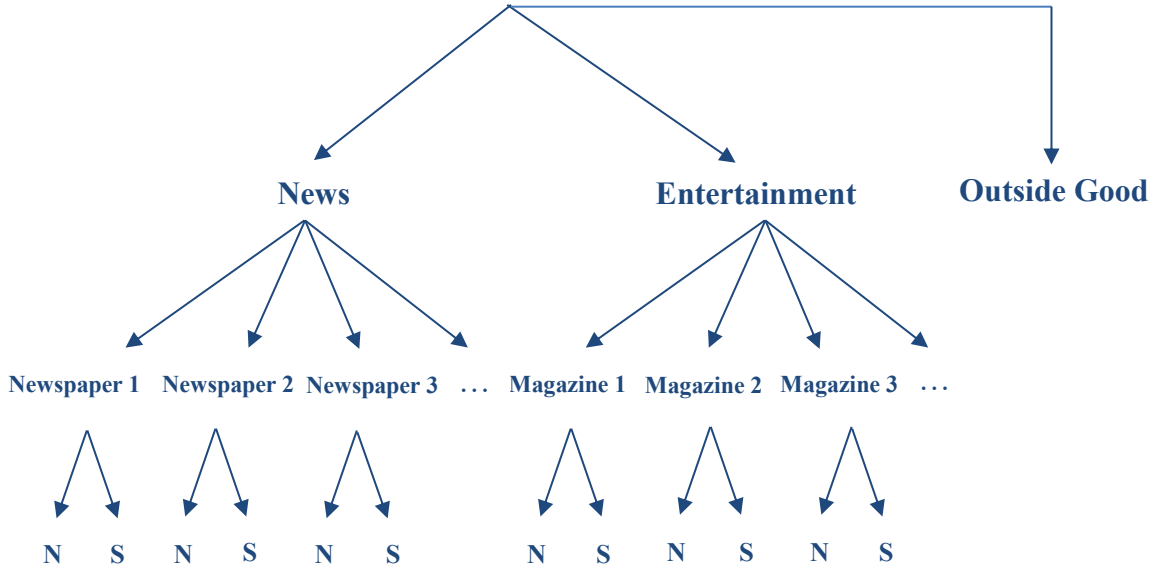 News Entertainment Outside Good
Newspaper 1 Newspaper 2 Newspaper 3 ... Magazine 1 Magazine 2 Magazine 3 ...
N S N S N S N S N S N S